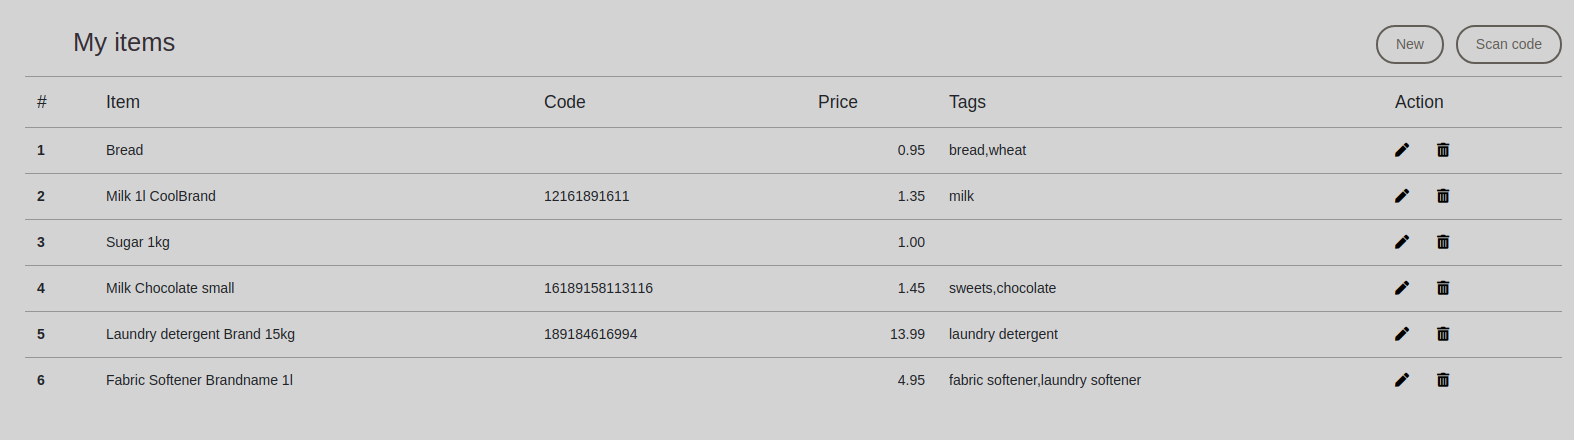 My items New Scan code
# Item Code Price Tags Action
1 Bread 0.95 bread,wheat
2 Milk 1l CoolBrand 12161891611 1.35 milk
3 Sugar 1kg 1.00
4 Milk Chocolate small 16189158113116 1.45 sweets,chocolate
5 Laundry detergent Brand 15kg 189184616994 13.99 laundry detergent
6 Fabric Softener Brandname 1l 4.95 fabric softener,laundry softener